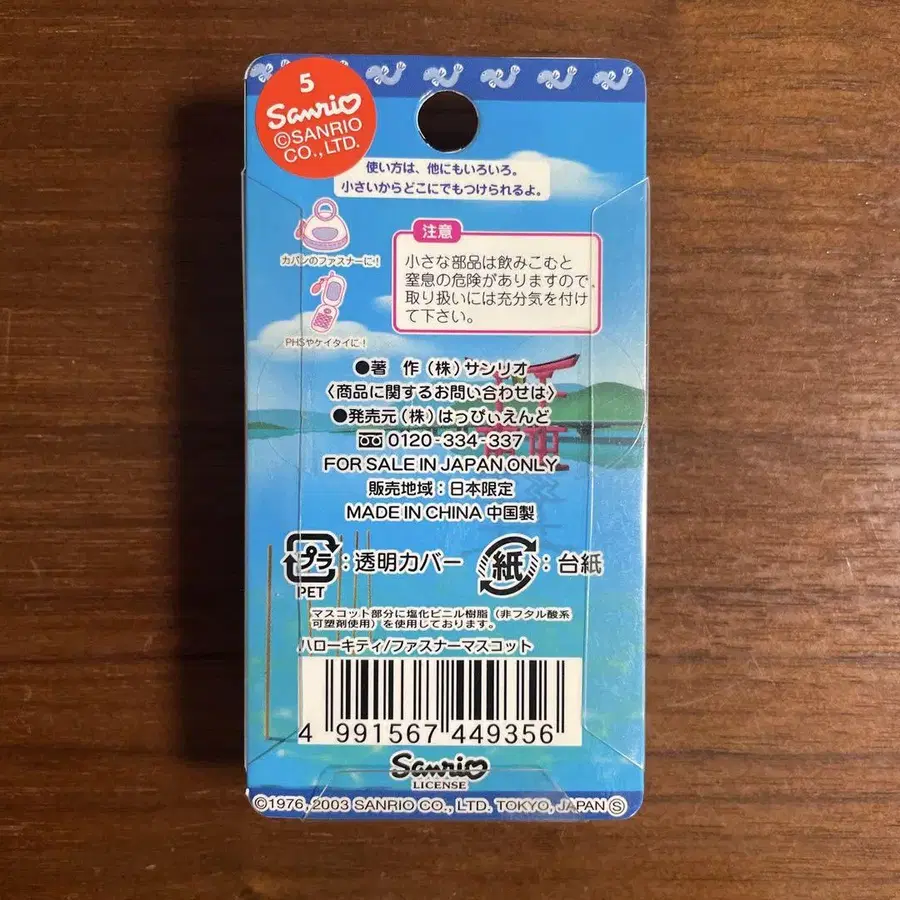 5
Sanrio
©SANRIO
CO., LTD.
使い方は、他にもいろいろ。
小さいからどこにでもつけられるよ。
カバンのファスナーに!
PHSやケイタイに!
注意
小さな部品は飲みこむと
窒息の危険がありますので、
取り扱いには充分気を付け
て下さい。
●著 作(株)サンリオ
〈商品に関するお問い合わせは〉
●発売元(株)はっぴぃえんど
0120-334-337
FOR SALE IN JAPAN ONLY
販売地域:日本限定
MADE IN CHINA 中国製
プラ:透明カバー
PET
紙:台紙
マスコット部分に塩化ビニル樹脂(非フタル酸系
可塑剤使用)を使用しております。
ハローキティ/ファスナーマスコット
4 991567 449356
Sanrio
LICENSE
©1976, 2003 SANRIO CO., LTD. TOKYO, JAPAN Ⓢ